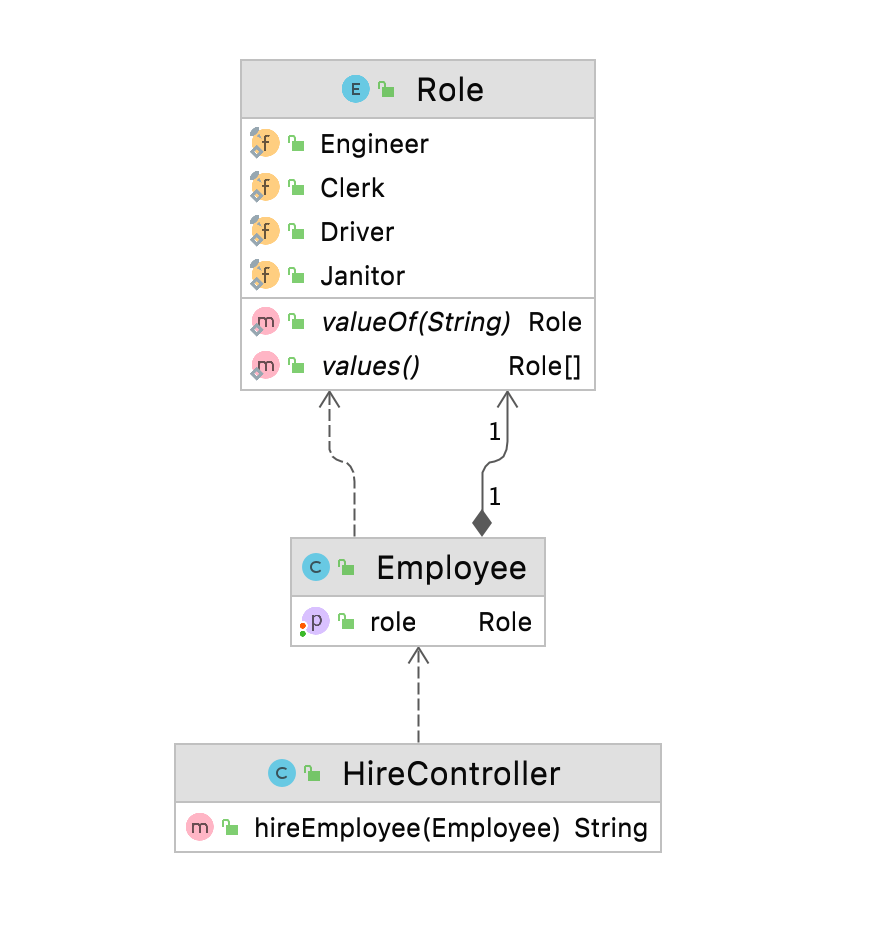 E Role
f Engineer
f Clerk
f Driver
f Janitor
m valueOf(String) Role
m values() Role[]
1
1
C Employee
p role Role
C HireController
m hireEmployee(Employee) String